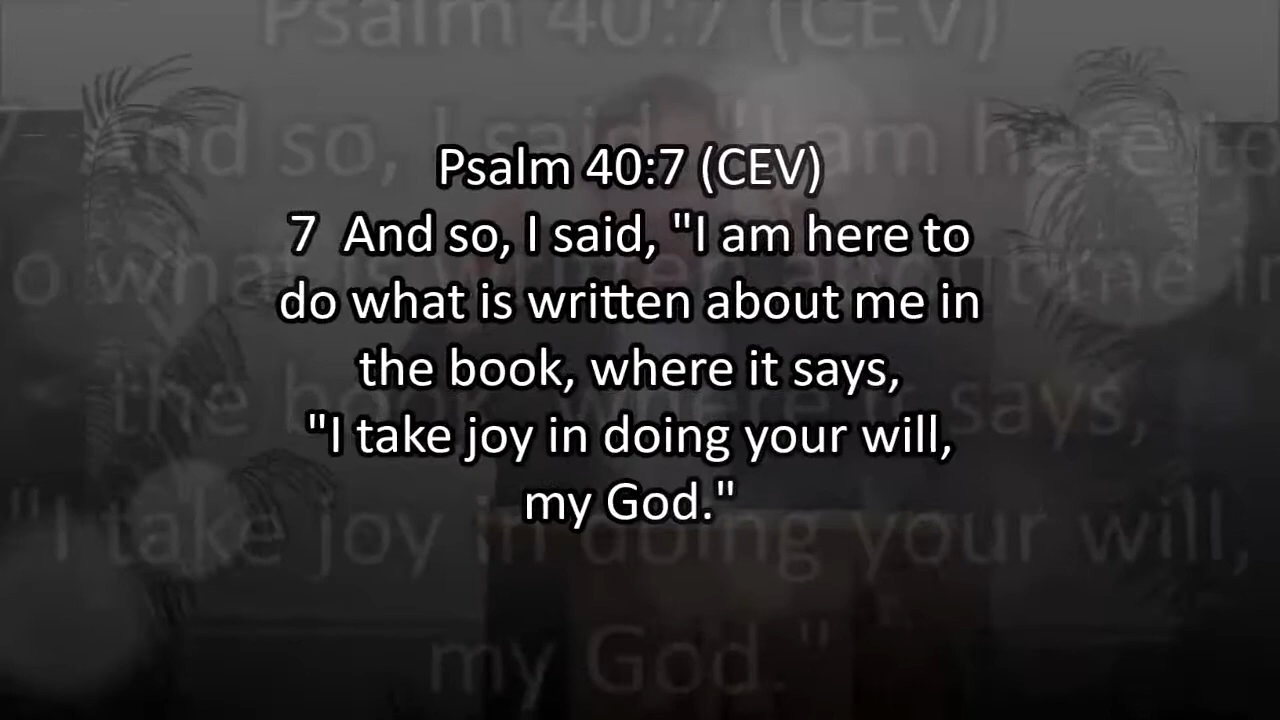 Psalm 40:7 (CEV)
7  And so, I said, "I am here to
do what is written about me in
the book, where it says,
"I take joy in doing your will,
my God."